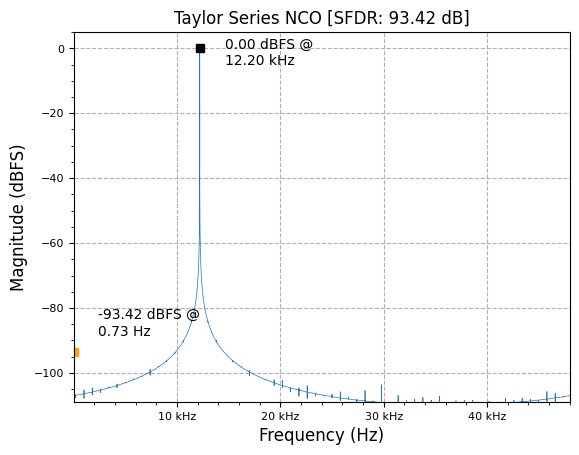 Taylor Series NCO [SFDR: 93.42 dB]
0.00 dBFS @
12.20 kHz
-93.42 dBFS @
0.73 Hz
Magnitude (dBFS)
0
−20
−40
−60
−80
−100
10 kHz
20 kHz
30 kHz
40 kHz
Frequency (Hz)